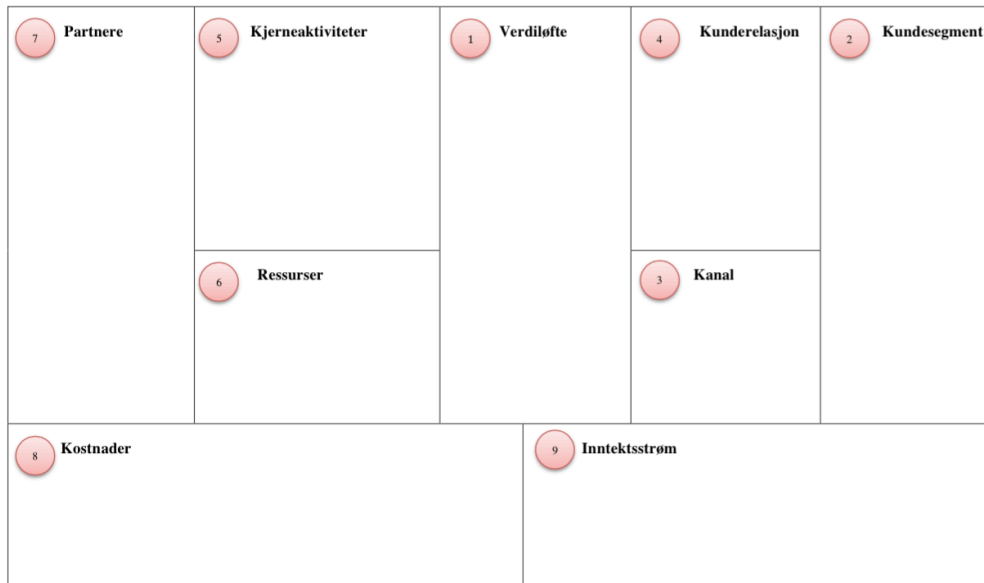 7 Partnere
5 Kjerneaktiviteter
1 Verdiløfte
4 Kunderelasjon
2 Kundesegment
6 Ressurser
3 Kanal
8 Kostnader
9 Inntektsstrøm